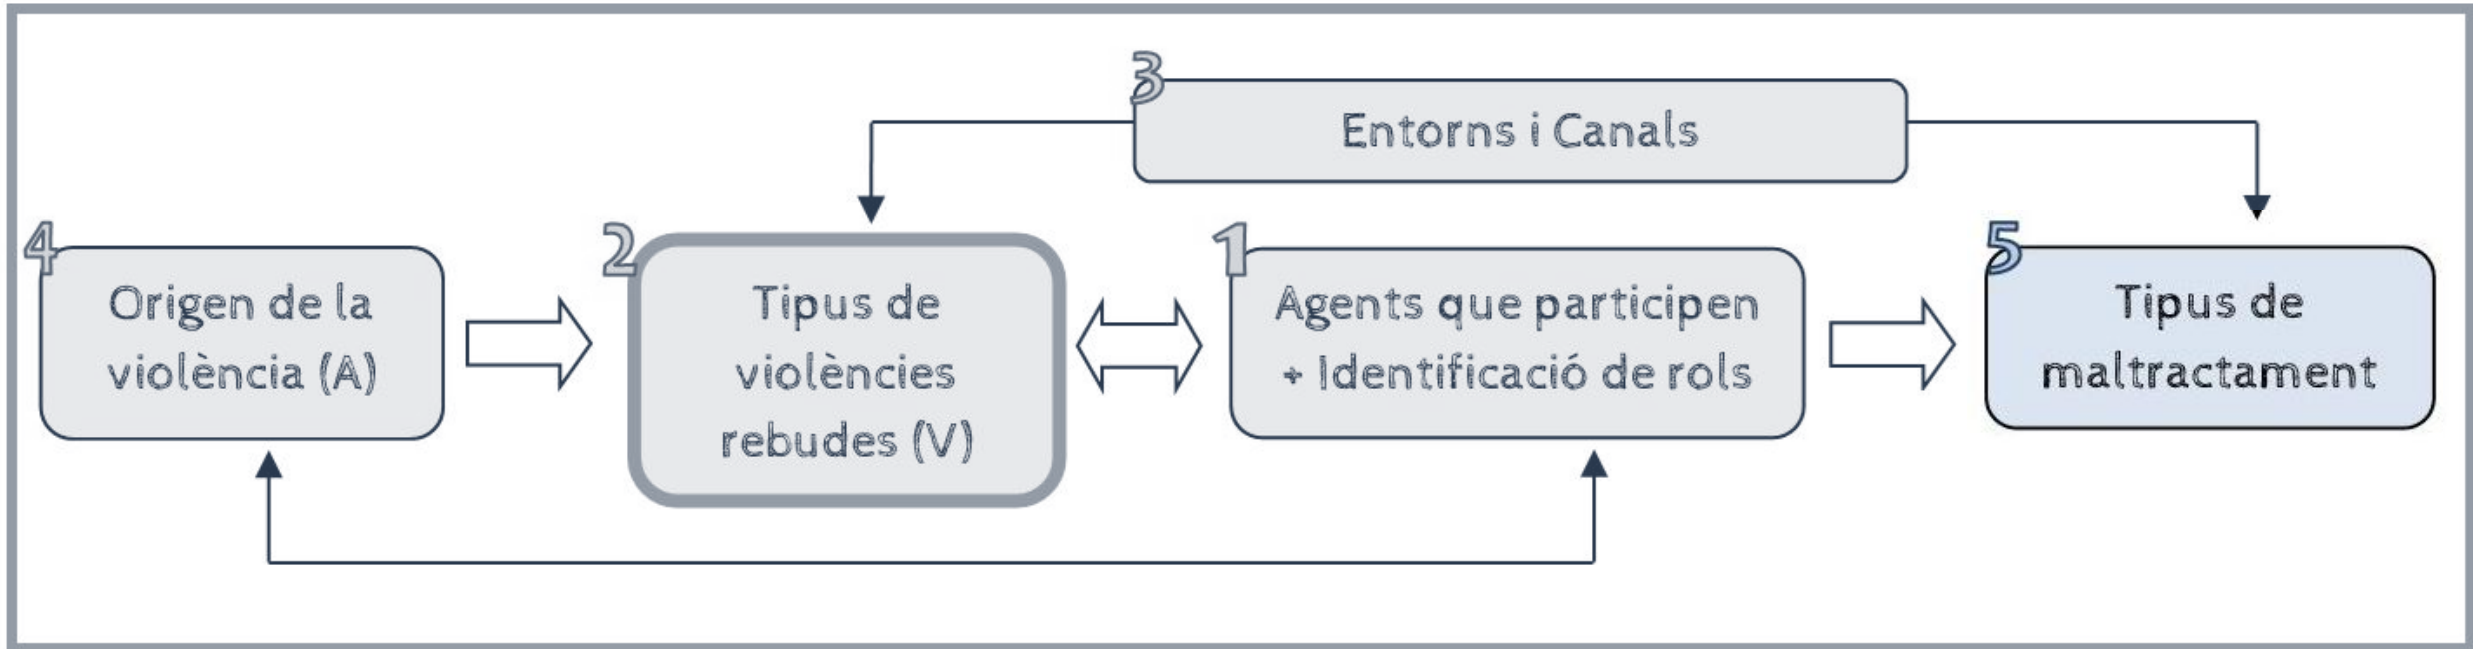 3
Entorns i Canals
4
Origen de la
violència (A)
2
Tipus de
violències
rebudes (V)
1
Agents que participen
+ Identificació de rols
5
Tipus de
maltractament